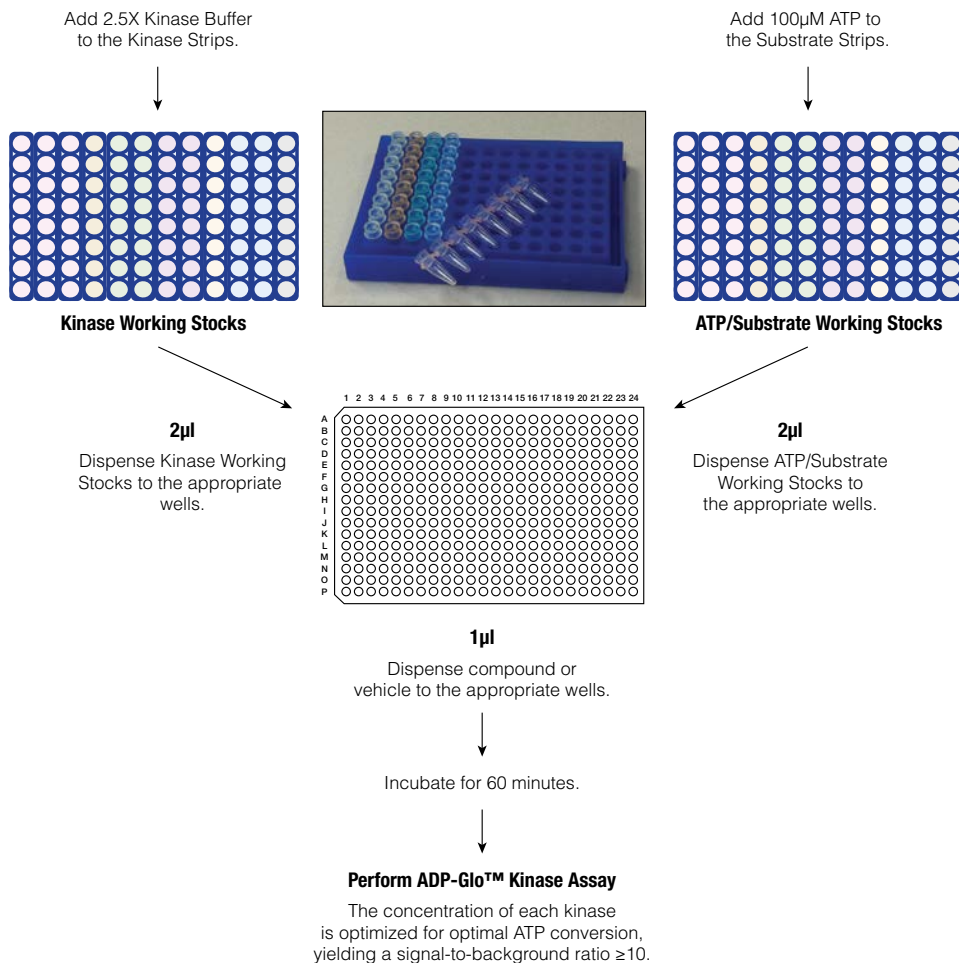 Add 2.5X Kinase Buffer
to the Kinase Strips.
Add 100µM ATP to
the Substrate Strips.
Kinase Working Stocks
ATP/Substrate Working Stocks
2µl
Dispense Kinase Working
Stocks to the appropriate
wells.
1 2 3 4 5 6 7 8 9 10 11 12 13 14 15 16 17 18 19 20 21 22 23 24
A
B
C
D
E
F
G
H
I
J
K
L
M
N
O
P
2µl
Dispense ATP/Substrate
Working Stocks to
the appropriate wells.
1µl
Dispense compound or
vehicle to the appropriate wells.
Incubate for 60 minutes.
Perform ADP-Glo™ Kinase Assay
The concentration of each kinase
is optimized for optimal ATP conversion,
yielding a signal-to-background ratio ≥10.